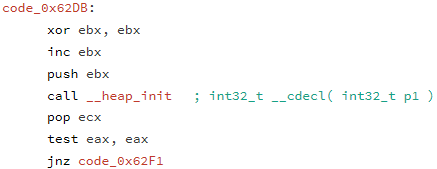 code_0x62DB:
xor ebx, ebx
inc ebx
push ebx
call __heap_init ; int32_t __cdecl( int32_t p1 )
pop ecx
test eax, eax
jnz code_0x62F1